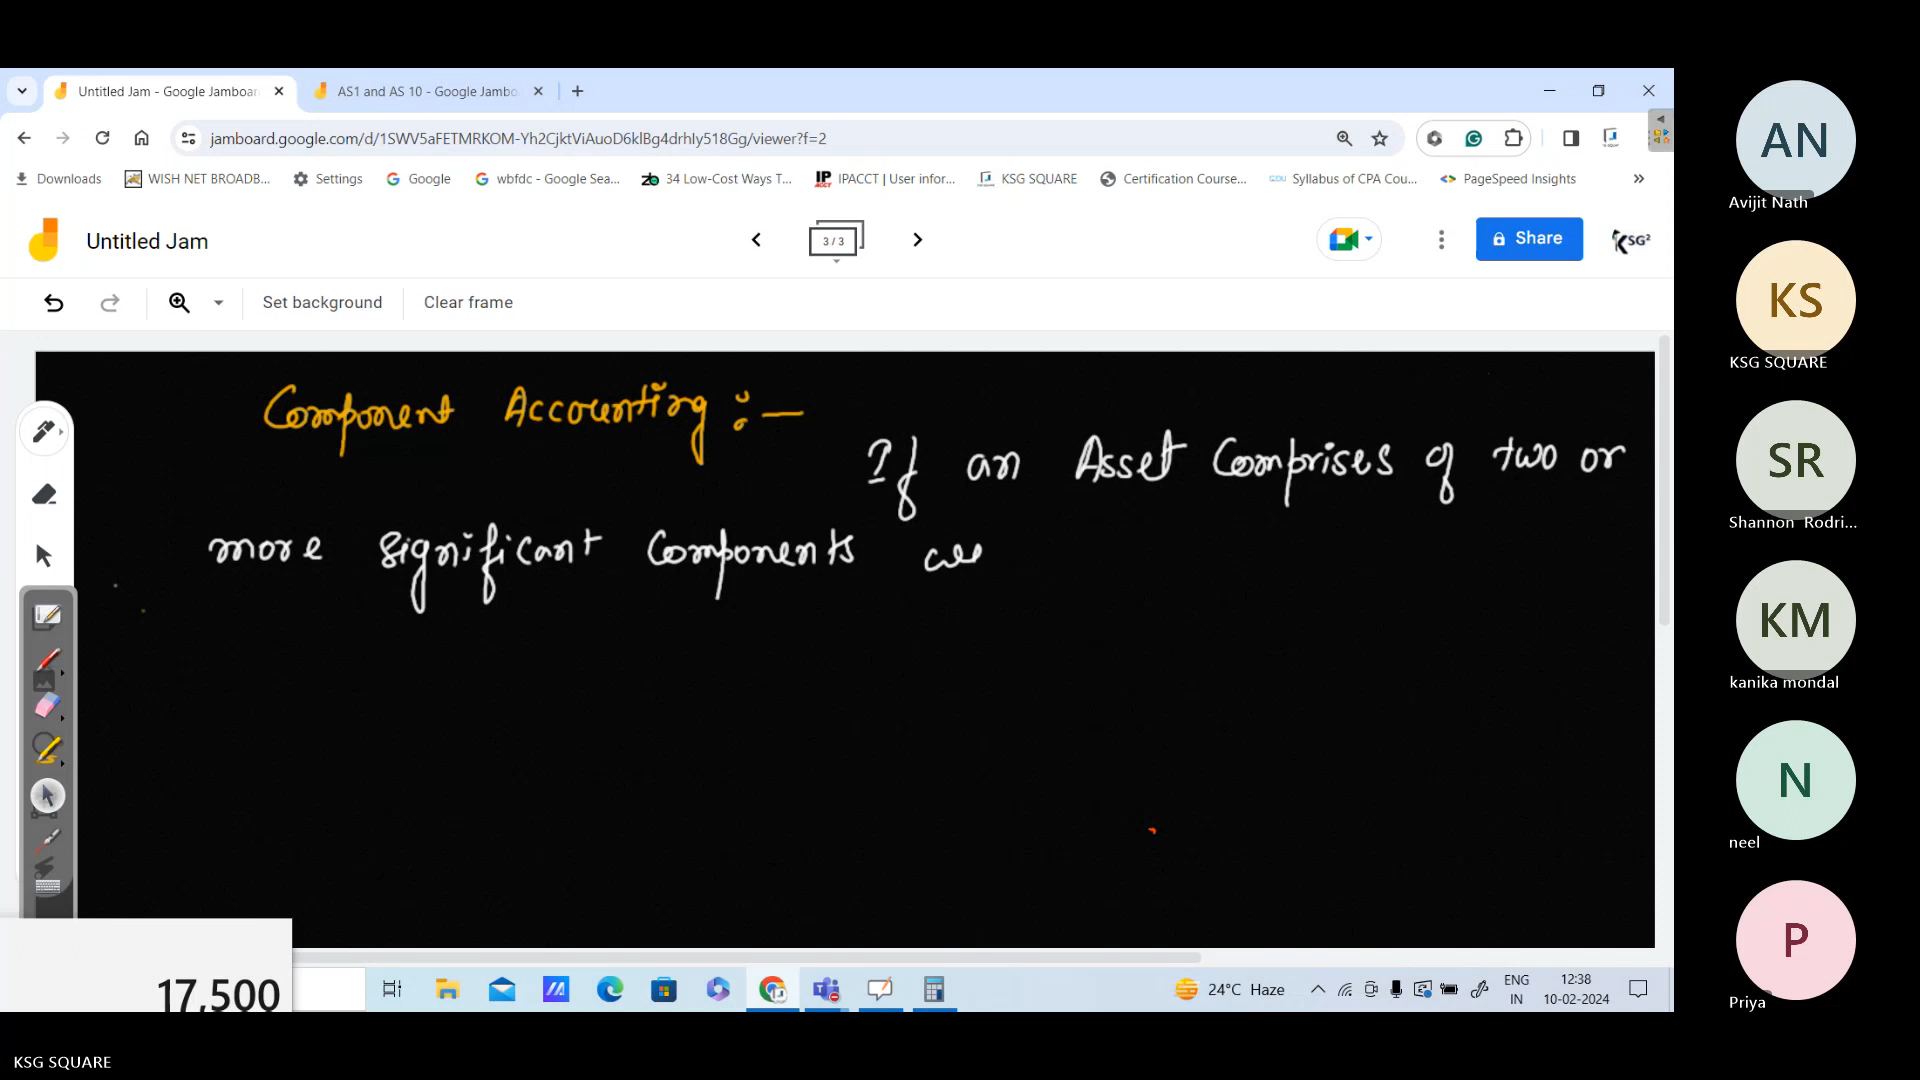 Untitled Jam - Google Jamboar
AS1 and AS 10 - Google Jambo
jamboard.google.com/d/1SWV5aFETMRKOM-Yh2CjktViAuoD6klBg4drhIy518Gg/viewer?f=2
Downloads WISH NET BROADB... Settings Google wbfdc - Google Sea... 34 Low-Cost Ways T... IPACCT | User infor... KSG SQUARE Certification Course... Syllabus of CPA Cou... PageSpeed Insights
Untitled Jam
3 / 3
Share
KSG²
Set background Clear frame
Component Accounting :-
If an Asset Comprises of two or
more significant Components
17,500
24°C Haze
ENG
IN
12:38
10-02-2024
KSG SQUARE
AN
Avijit Nath
KS
KSG SQUARE
SR
Shannon Rodri...
KM
kanika mondal
N
neel
P
Priya